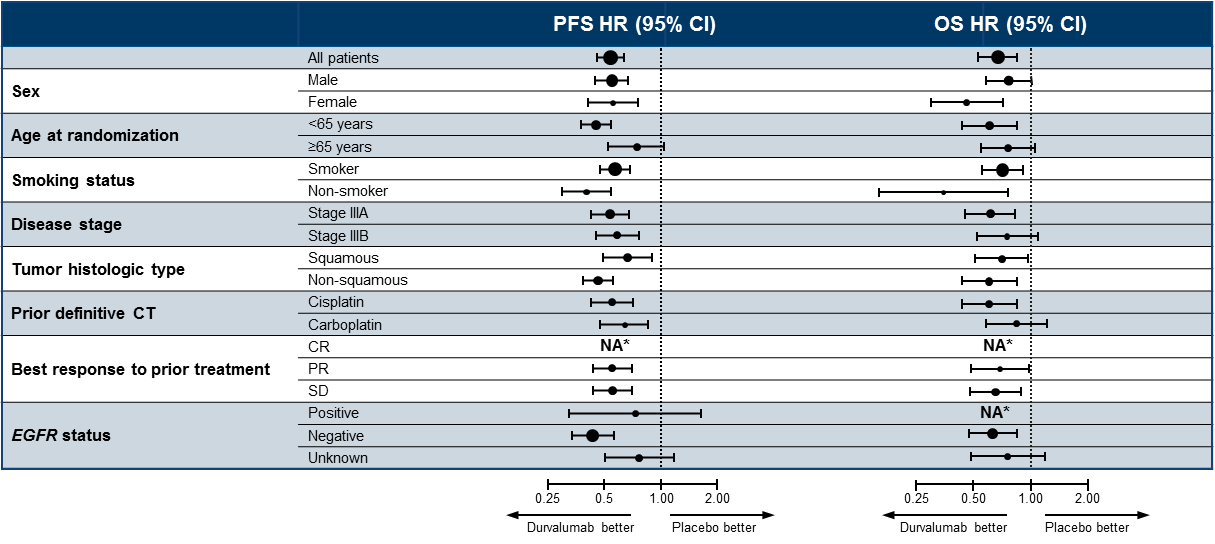 PFS HR (95% CI) OS HR (95% CI)
All patients
Sex
Male
Female
Age at randomization
<65 years
≥65 years
Smoking status
Smoker
Non-smoker
Disease stage
Stage IIIA
Stage IIIB
Tumor histologic type
Squamous
Non-squamous
Prior definitive CT
Cisplatin
Carboplatin
Best response to prior treatment
CR NA* NA*
PR
SD
EGFR status
Positive NA*
Negative
Unknown
0.25 0.5 1.00 2.00 0.25 0.50 1.00 2.00
Durvalumab better Placebo better Durvalumab better Placebo better